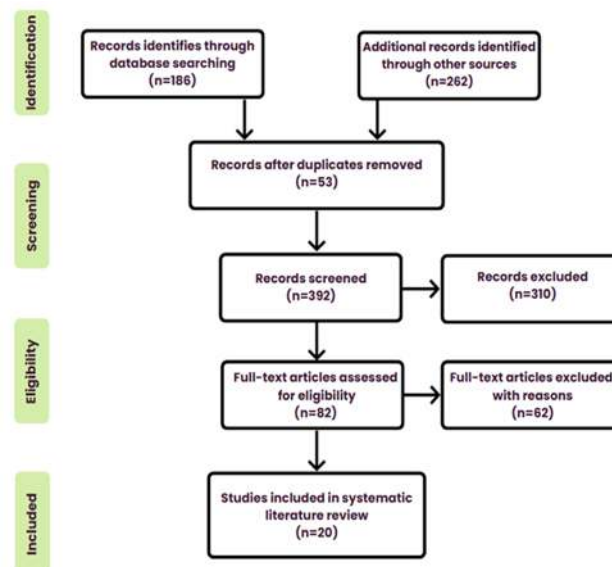 Identification
Records identifies through
database searching
(n=186)
Additional records identified
through other sources
(n=262)
Screening
Records after duplicates removed
(n=53)
Records screened
(n=392)
Records excluded
(n=310)
Eligibility
Full-text articles assessed
for eligibility
(n=82)
Full-text articles excluded
with reasons
(n=62)
Included
Studies included in systematic
literature review
(n=20)